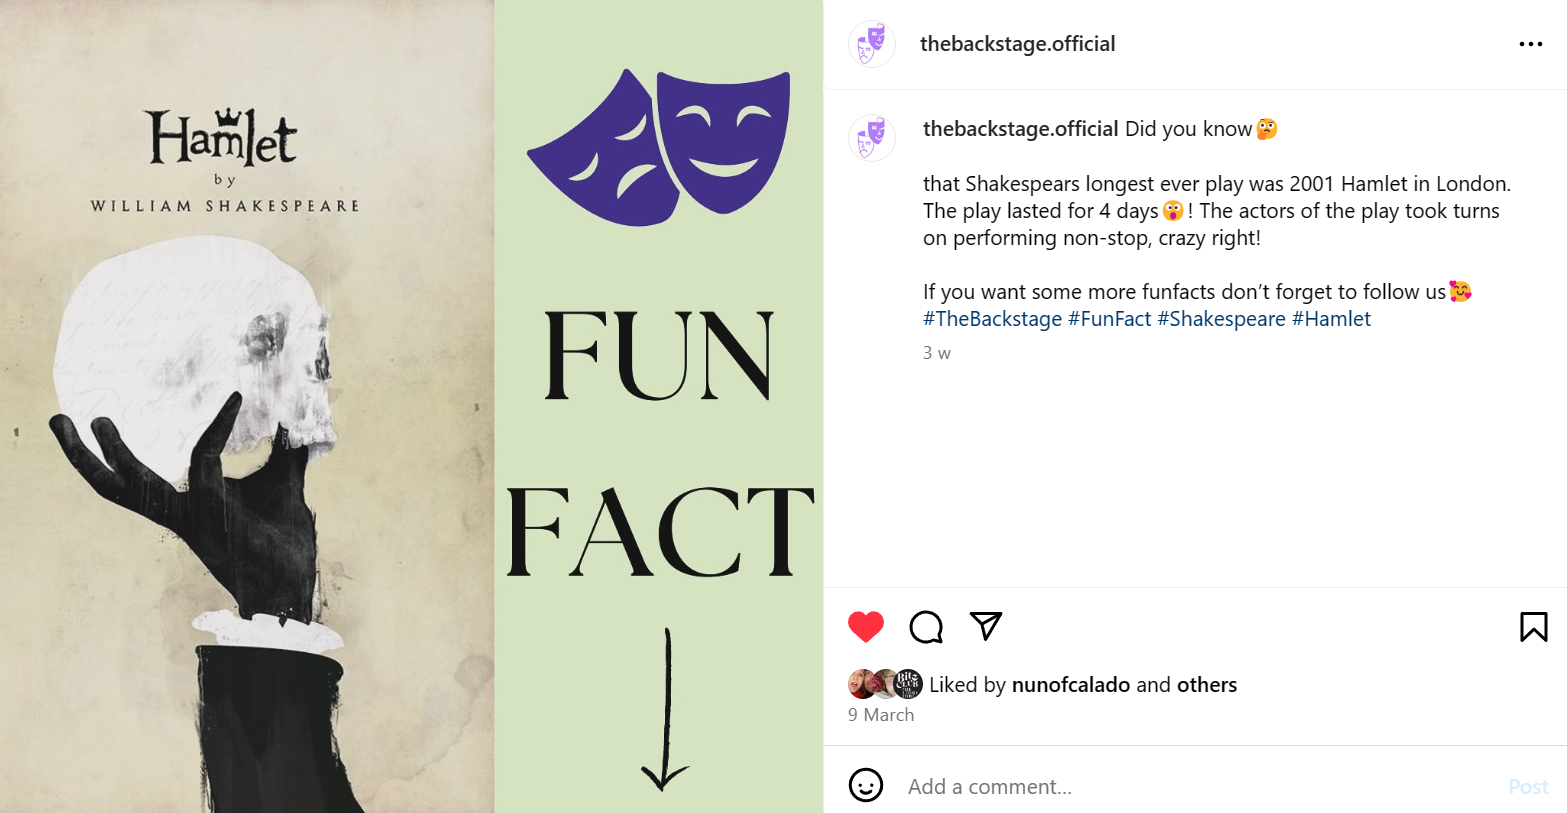 Hamlet
by
WILLIAM SHAKESPEARE
FUN
FACT
thebackstage.official
thebackstage.official Did you know🫢
that Shakespears longest ever play was 2001 Hamlet in London.
The play lasted for 4 days😲! The actors of the play took turns
on performing non-stop, crazy right!
If you want some more funfacts don’t forget to follow us🥰
#TheBackstage #FunFact #Shakespeare #Hamlet
3 w
Liked by nunofcalado and others
9 March
Add a comment...
Post